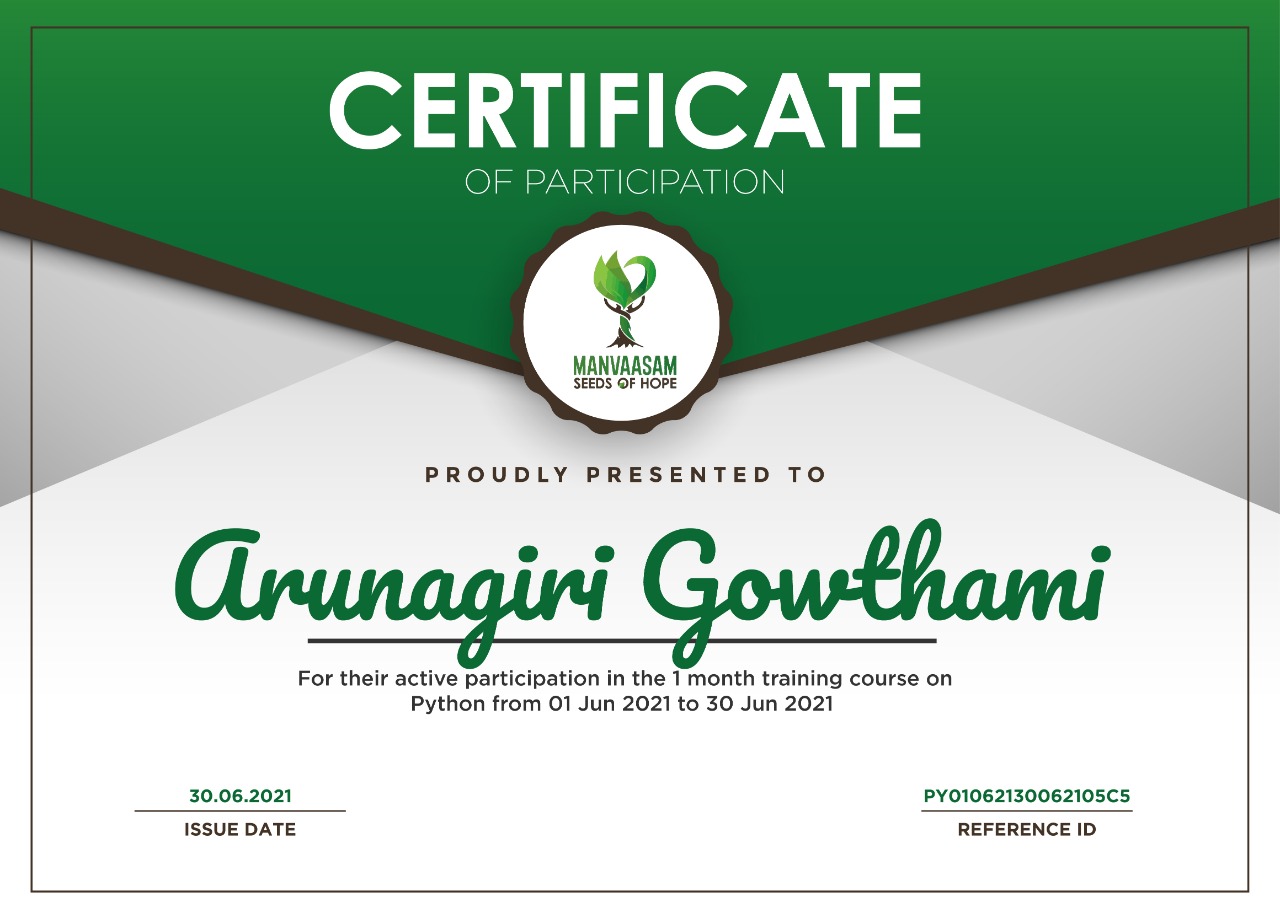 CERTIFICATE
OF PARTICIPATION
MANVAASAM
SEEDS OF HOPE
PROUDLY PRESENTED TO
Arunagiri Gowthami
For their active participation in the 1 month training course on
Python from 01 Jun 2021 to 30 Jun 2021
30.06.2021
ISSUE DATE
PY01062130062105C5
REFERENCE ID